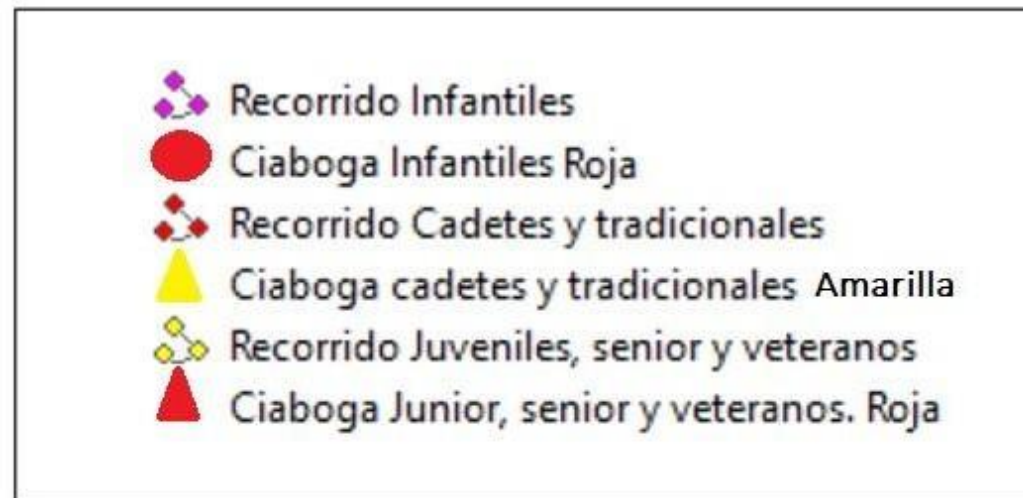 Recorrido Infantiles
Ciaboga Infantiles Roja
Recorrido Cadetes y tradicionales
Ciaboga cadetes y tradicionales Amarilla
Recorrido Juveniles, senior y veteranos
Ciaboga Junior, senior y veteranos. Roja